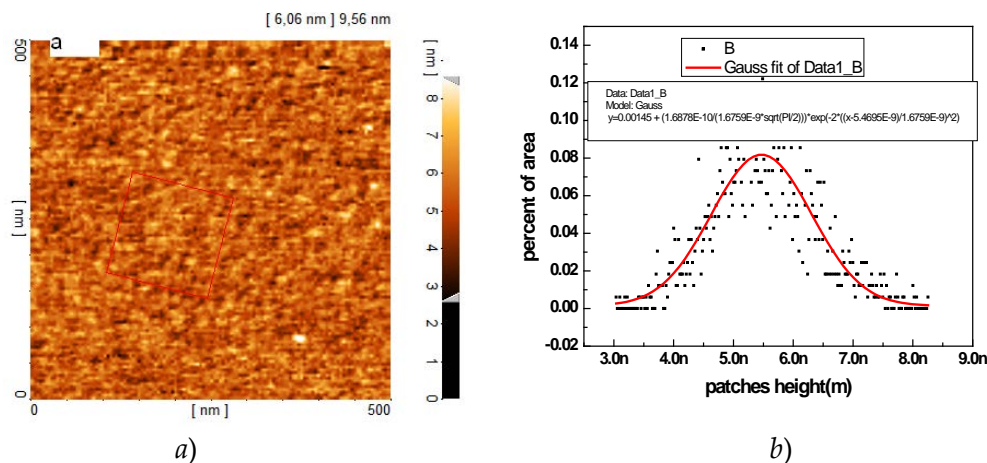 [ 6,06 nm ] 9,56 nm
a
500
[ nm ]
0
0
[ nm ]
500
8
7
6
5
4
3
2
1
0
[ nm ]
a)
0.14
0.12
0.10
0.08
0.06
0.04
0.02
0.00
-0.02
percent of area
B
Gauss fit of Data1_B
Data: Data1_B
Model: Gauss
y=0.00145 + (1.6878E-10/(1.6759E-9*sqrt(PI/2)))*exp(-2*((x-5.4695E-9)/1.6759E-9)^2)
3.0n 4.0n 5.0n 6.0n 7.0n 8.0n 9.0n
patches height(m)
b)